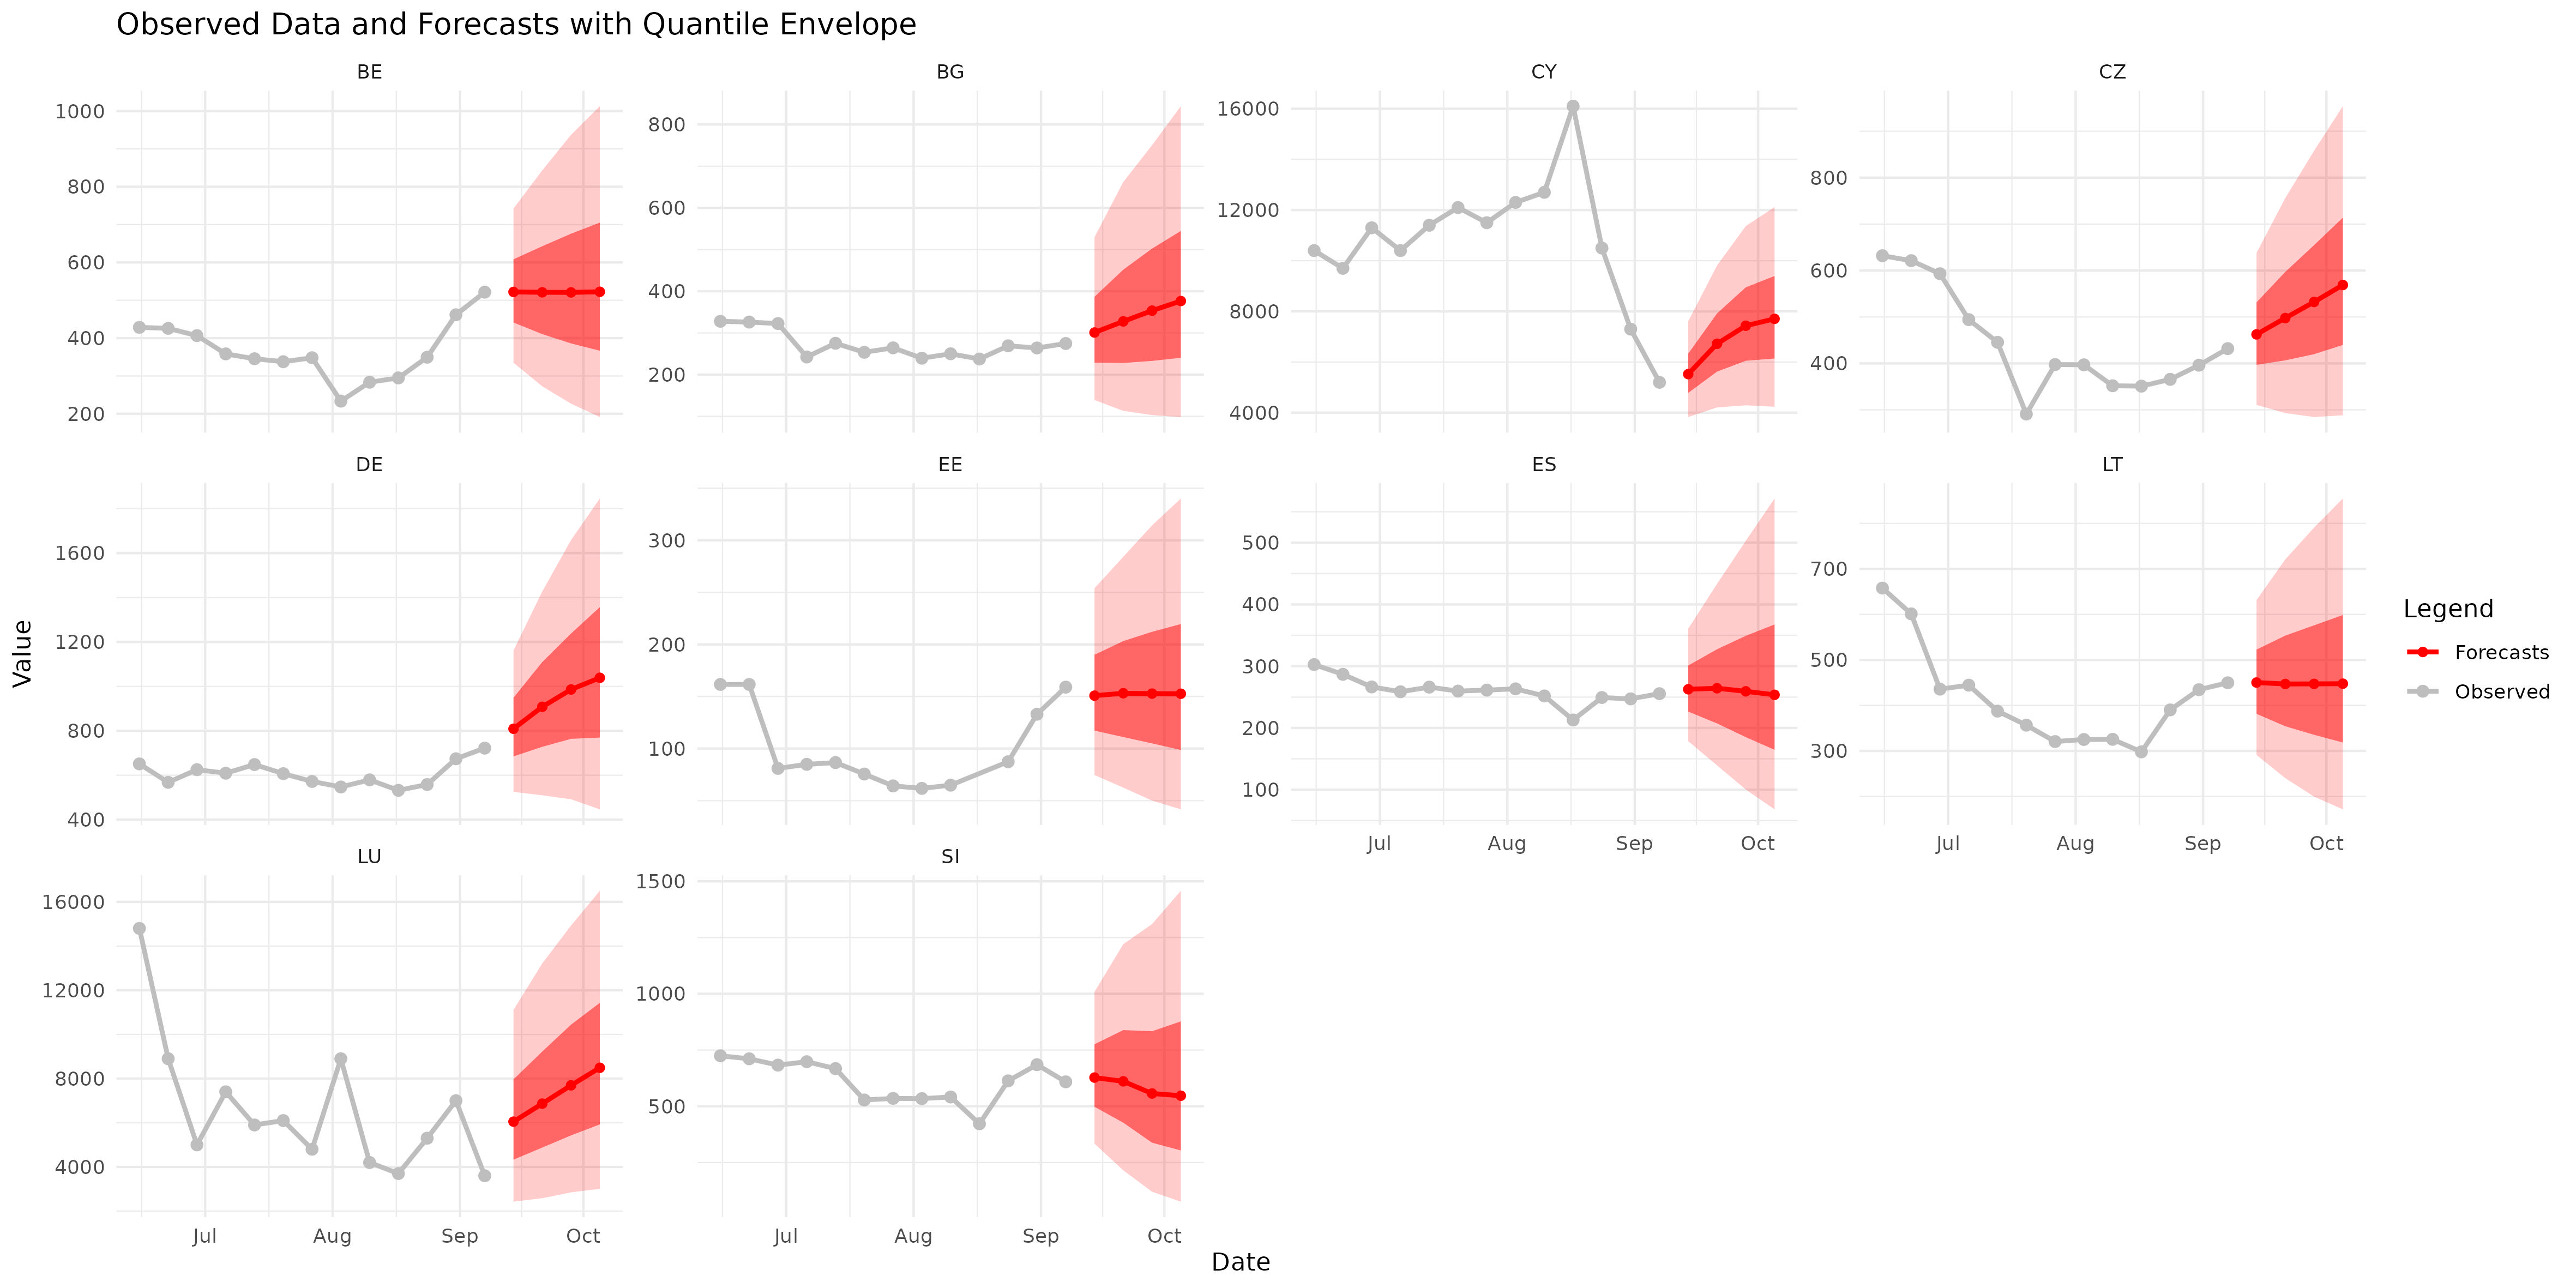 Observed Data and Forecasts with Quantile Envelope
BE
BG
CY
CZ
1000
800
600
400
200
800
600
400
200
16000
12000
8000
4000
800
600
400
DE
EE
ES
LT
1600
1200
800
400
300
200
100
500
400
300
200
100
700
500
300
Jul Aug Sep Oct
Jul Aug Sep Oct
LU
SI
16000
12000
8000
4000
1500
1000
500
Jul Aug Sep Oct
Jul Aug Sep Oct
Value
Date
Legend
Forecasts
Observed